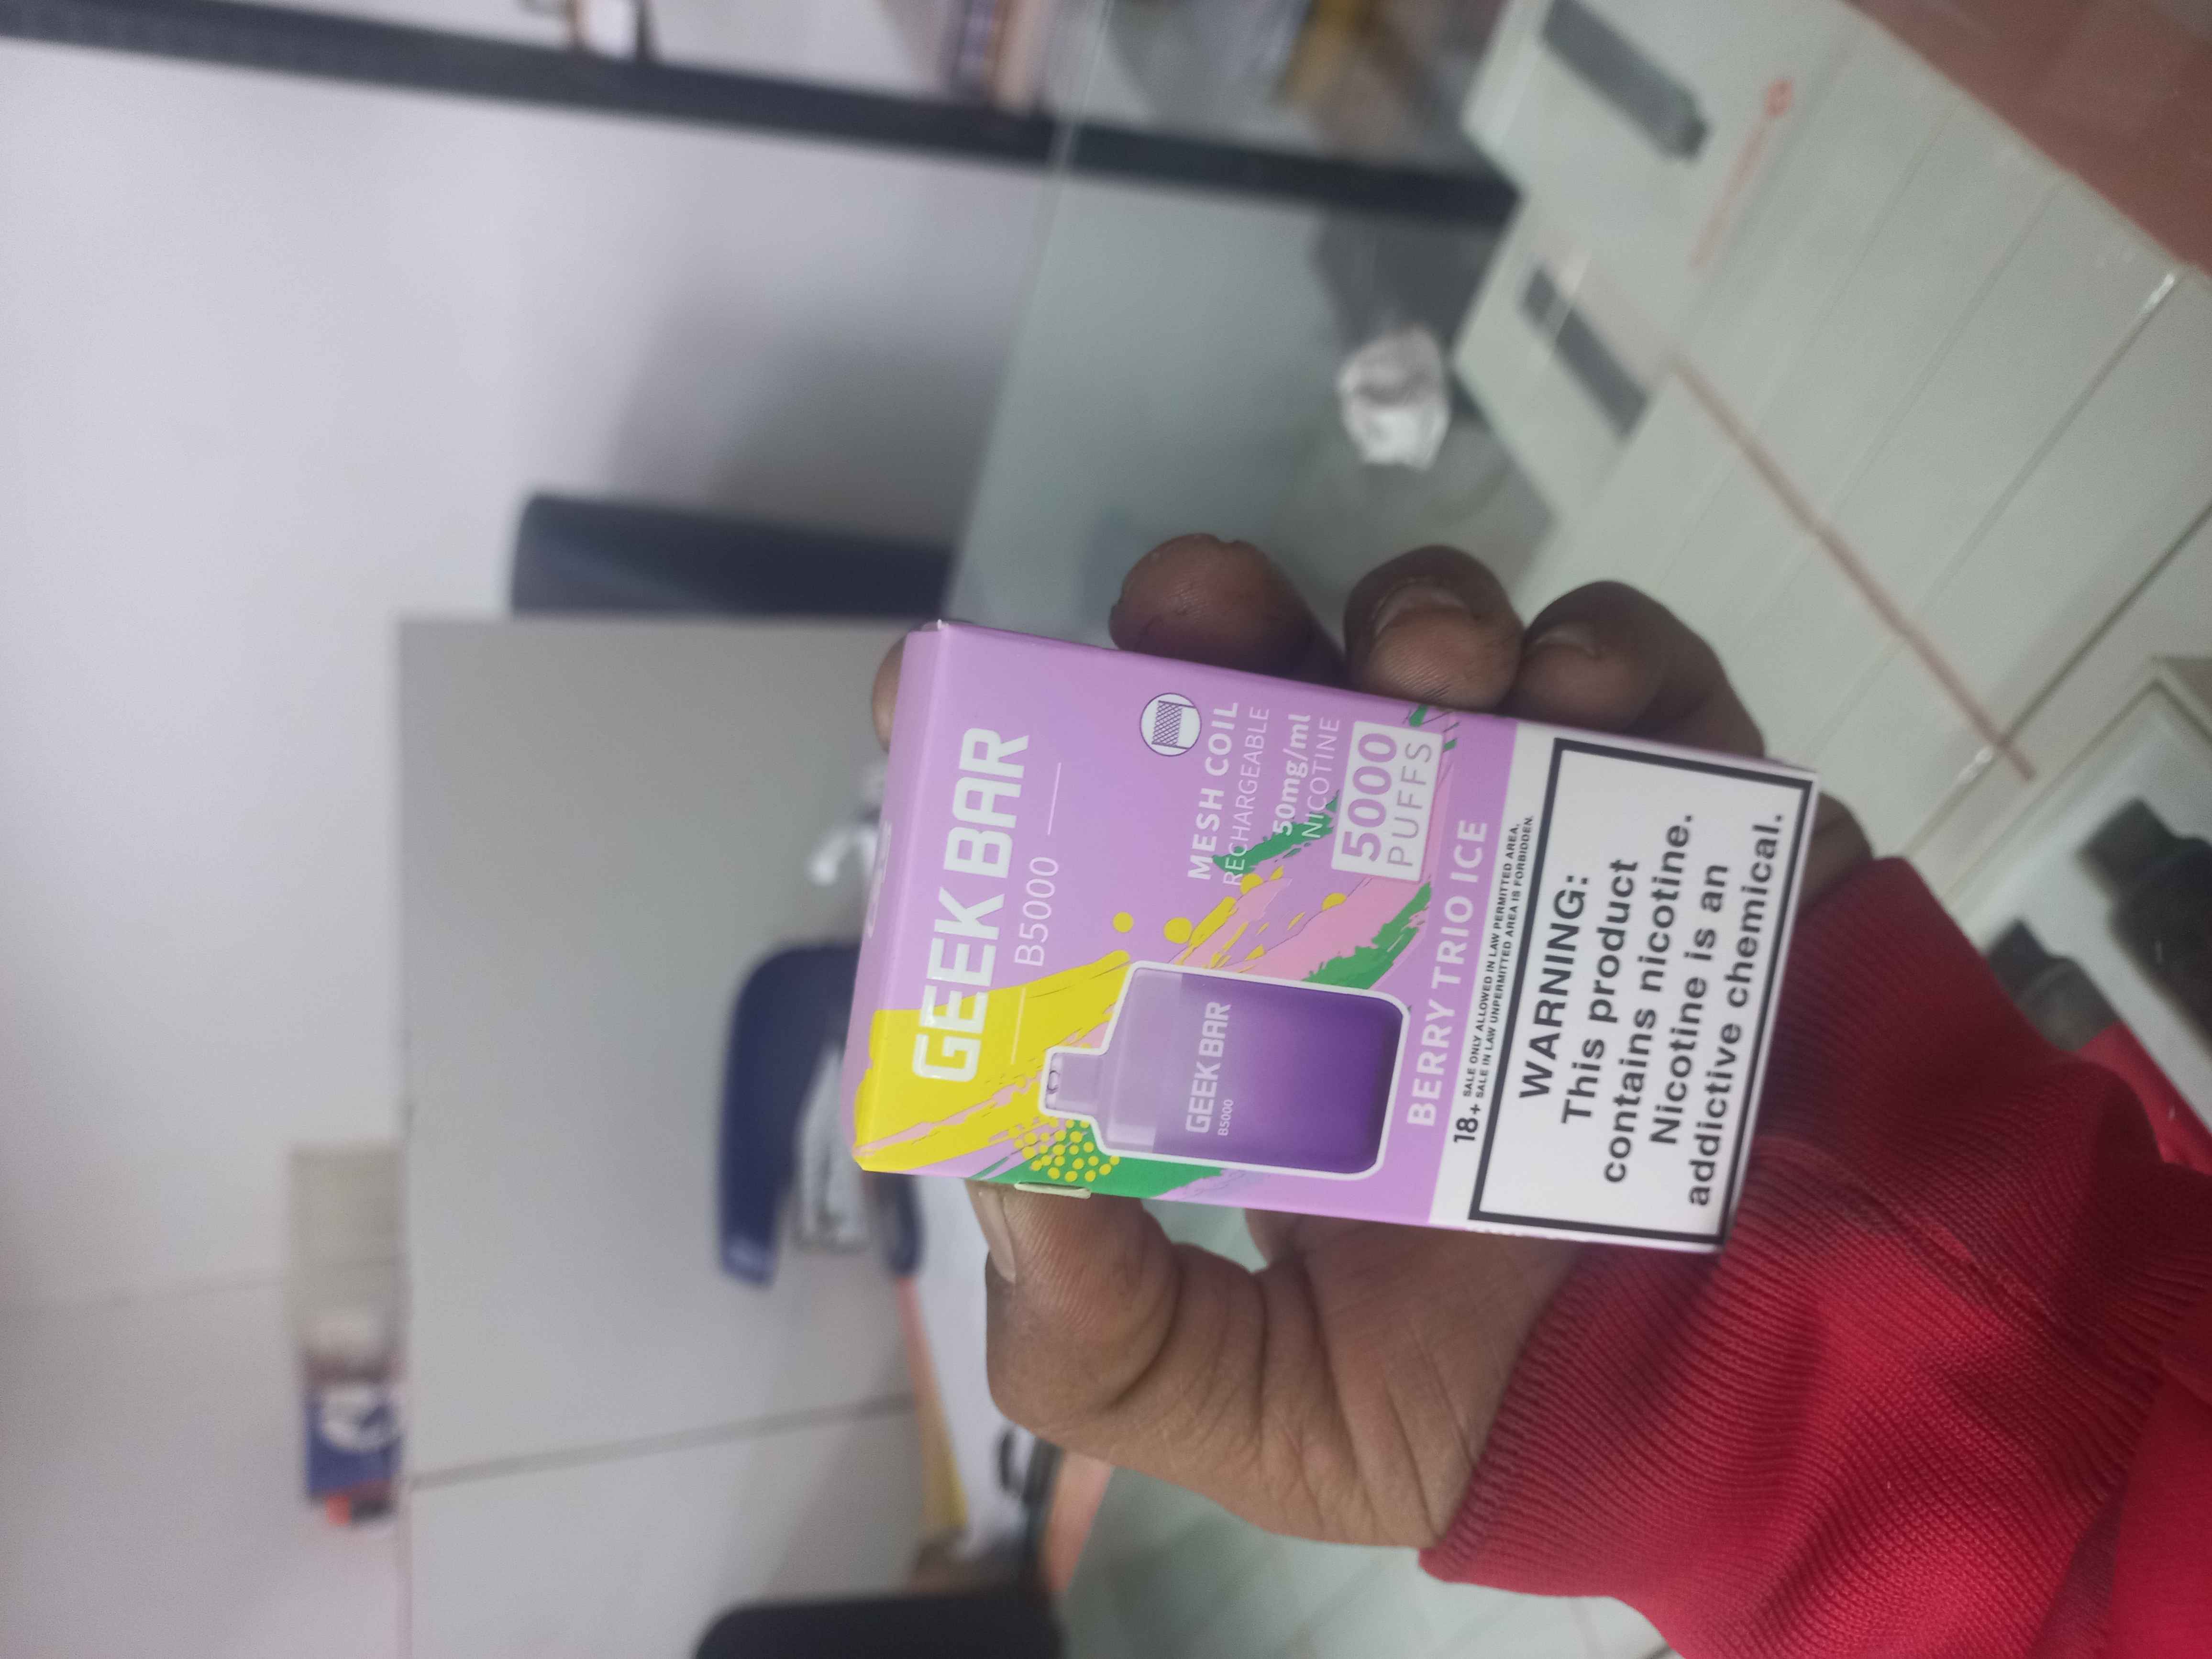 GEEK BAR
B5000
MESH COIL
RECHARGEABLE
50mg/ml
NICOTINE
5000
PUFFS
GEEK BAR
B5000
BERRY TRIO ICE
18+ SALE ONLY ALLOWED IN LAW PERMITTED AREA,
SALE IN LAW UNPERMITTED AREA IS FORBIDDEN.
WARNING:
This product
contains nicotine.
Nicotine is an
addictive chemical.